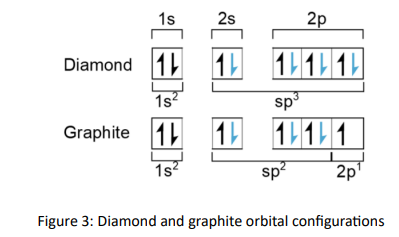 1s 2s 2p
Diamond
1s² sp³
Graphite
1s² sp² 2p¹
Figure 3: Diamond and graphite orbital configurations